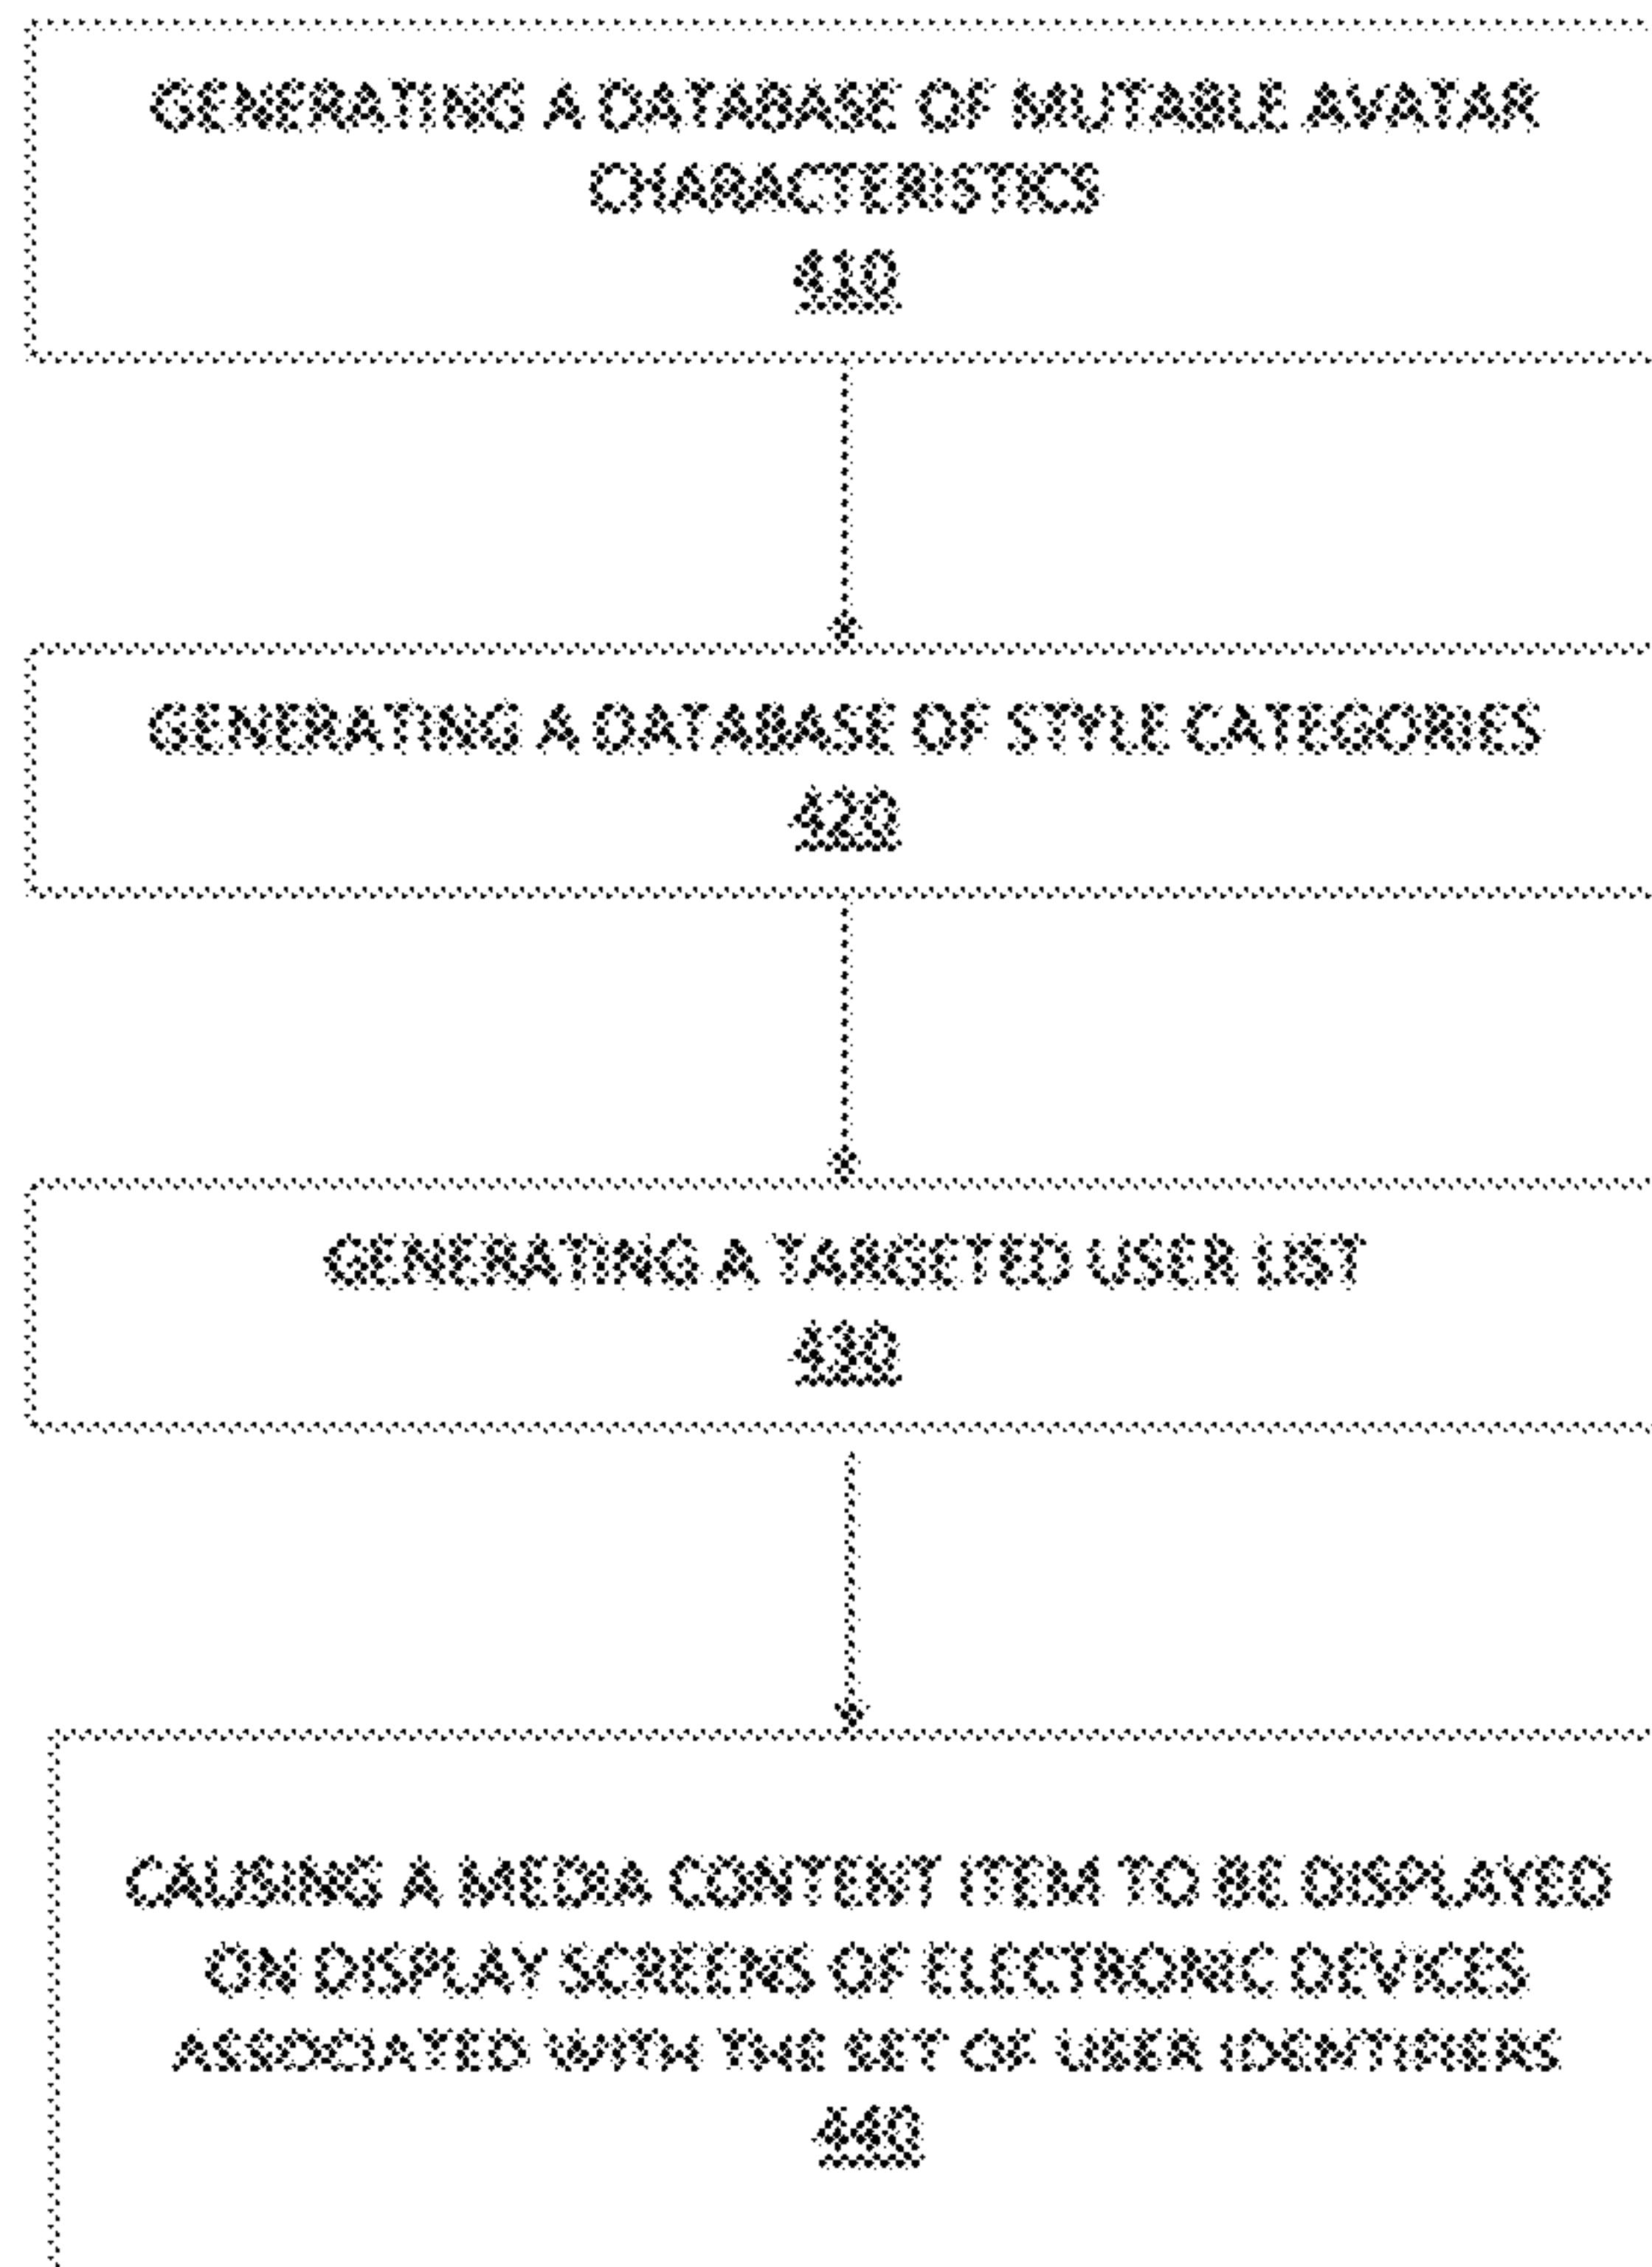 GENERATING A DATABASE OF MUTABLE AVATAR
CHARACTERISTICS
410
GENERATING A DATABASE OF STYLE CATEGORIES
420
GENERATING A TARGETED USER LIST
430
CAUSING A MEDIA CONTENT ITEM TO BE DISPLAYED
ON DISPLAY SCREENS OF ELECTRONIC DEVICES
ASSOCIATED WITH THE SET OF USER IDENTIFIERS
440